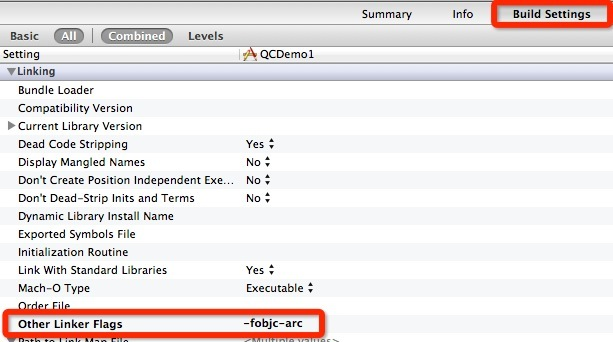 Summary Info Build Settings
Basic All Combined Levels
Setting QCDemo1
Linking
Bundle Loader
Compatibility Version
Current Library Version
Dead Code Stripping Yes
Display Mangled Names No
Don't Create Position Independent Exe... No
Don't Dead-Strip Inits and Terms No
Dynamic Library Install Name
Exported Symbols File
Initialization Routine
Link With Standard Libraries Yes
Mach-O Type Executable
Order File
Other Linker Flags -fobjc-arc
Path to Link Map File <Multiple values>